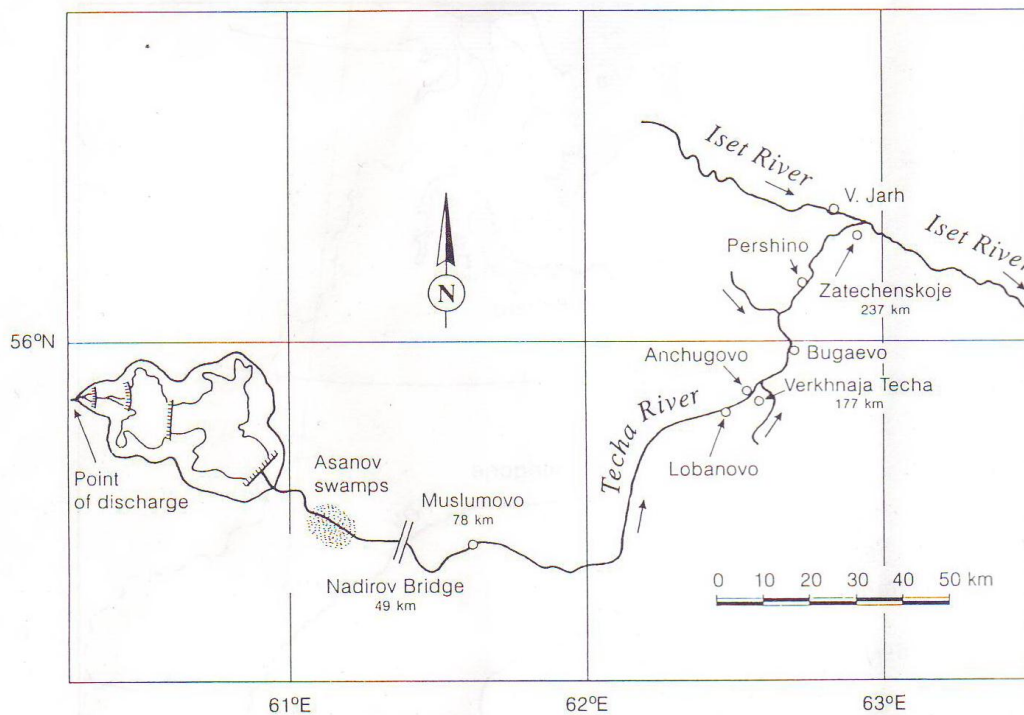 Iset River
V. Jarh
Iset River
Pershino
Zatechenskoje
237 km
N
56°N
Anchugovo
Bugaevo
Verkhnaja Techa
177 km
Techa River
Lobanovo
Point
of discharge
Asanov
swamps
Muslumovo
78 km
Nadirov Bridge
49 km
0 10 20 30 40 50 km
61°E 62°E 63°E